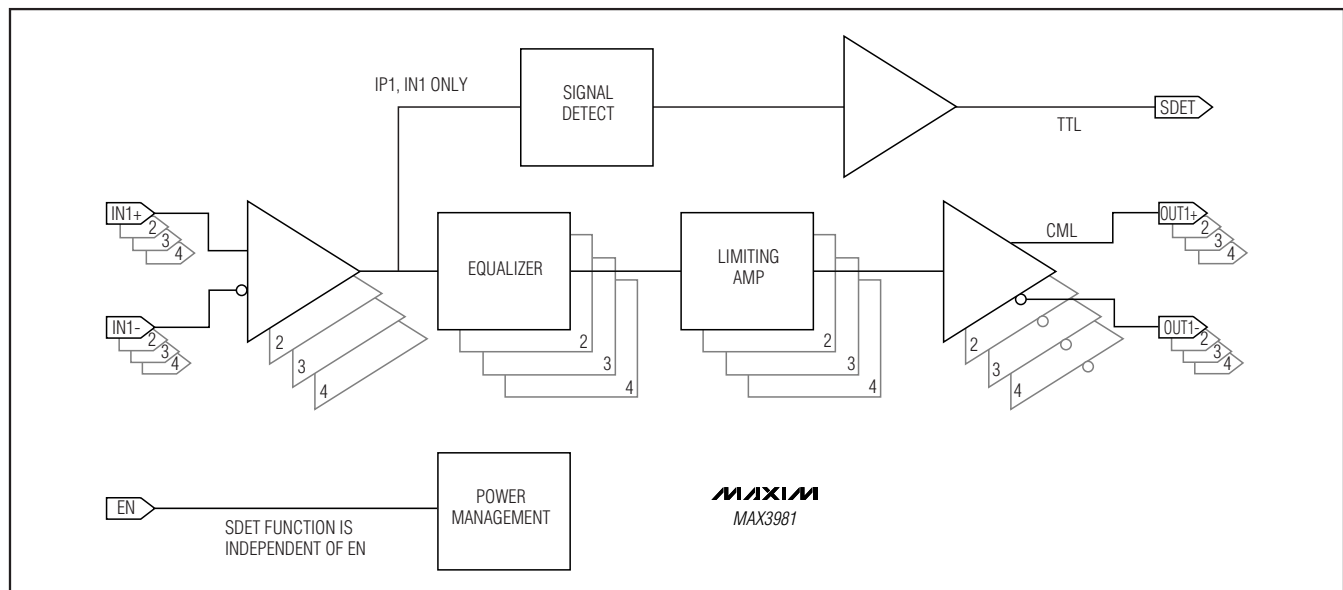 IP1, IN1 ONLY
SIGNAL
DETECT
TTL
SDET
IN1+
2
3
4
IN1-
2
3
4
2
3
4
EQUALIZER
2
3
4
LIMITING
AMP
2
3
4
CML
2
3
4
OUT1+
2
3
4
OUT1-
2
3
4
EN
SDET FUNCTION IS
INDEPENDENT OF EN
POWER
MANAGEMENT
MAXIM
MAX3981